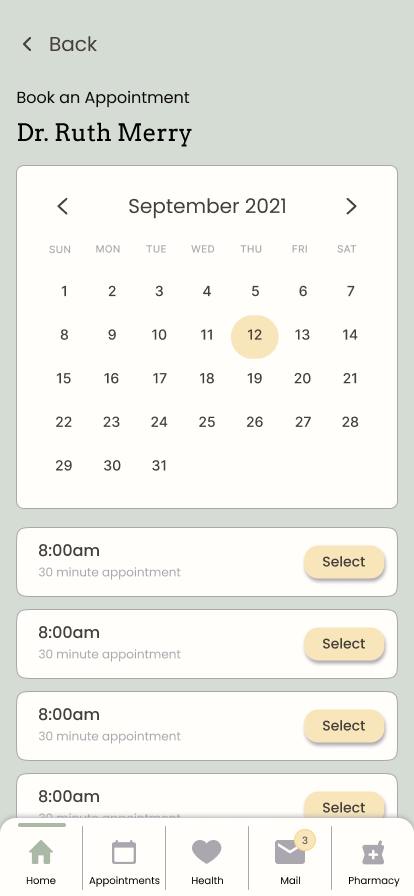 Back
Book an Appointment
Dr. Ruth Merry
September 2021
SUN MON TUE WED THU FRI SAT
1 2 3 4 5 6 7
8 9 10 11 12 13 14
15 16 17 18 19 20 21
22 23 24 25 26 27 28
29 30 31
8:00am
30 minute appointment
Select
8:00am
30 minute appointment
Select
8:00am
30 minute appointment
Select
8:00am
30 minute appointment
Select
3
Home Appointments Health Mail Pharmacy